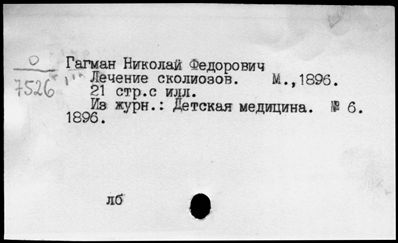 О
7526
Гагман Николай Федорович
Лечение сколиозов. М.,1896.
21 стр.с илл.
Из журн.: Детская медицина. № 6.
1896.
лб